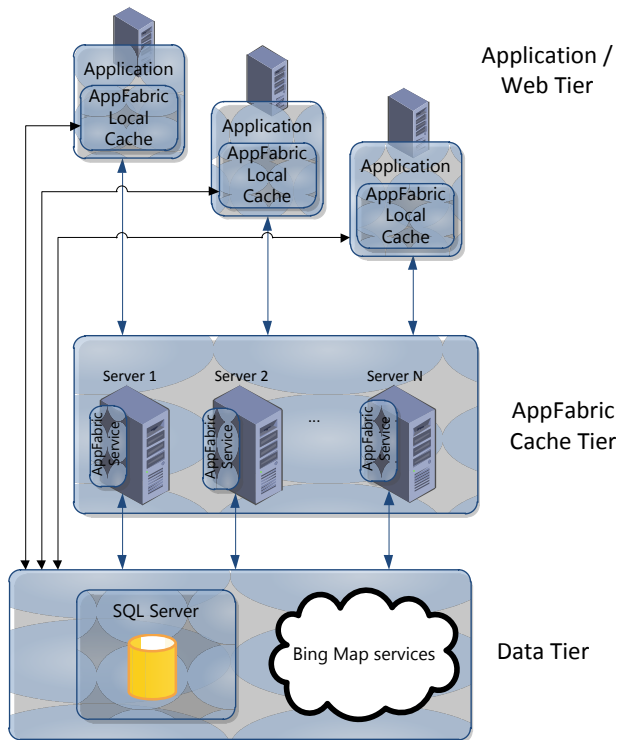 Application /
Web Tier
Application
AppFabric
Local
Cache
Application
AppFabric
Local
Cache
Application
AppFabric
Local
Cache
Server 1
Server 2
Server N
...
AppFabric
Service
AppFabric
Service
AppFabric
Service
AppFabric
Cache Tier
SQL Server
Bing Map services
Data Tier